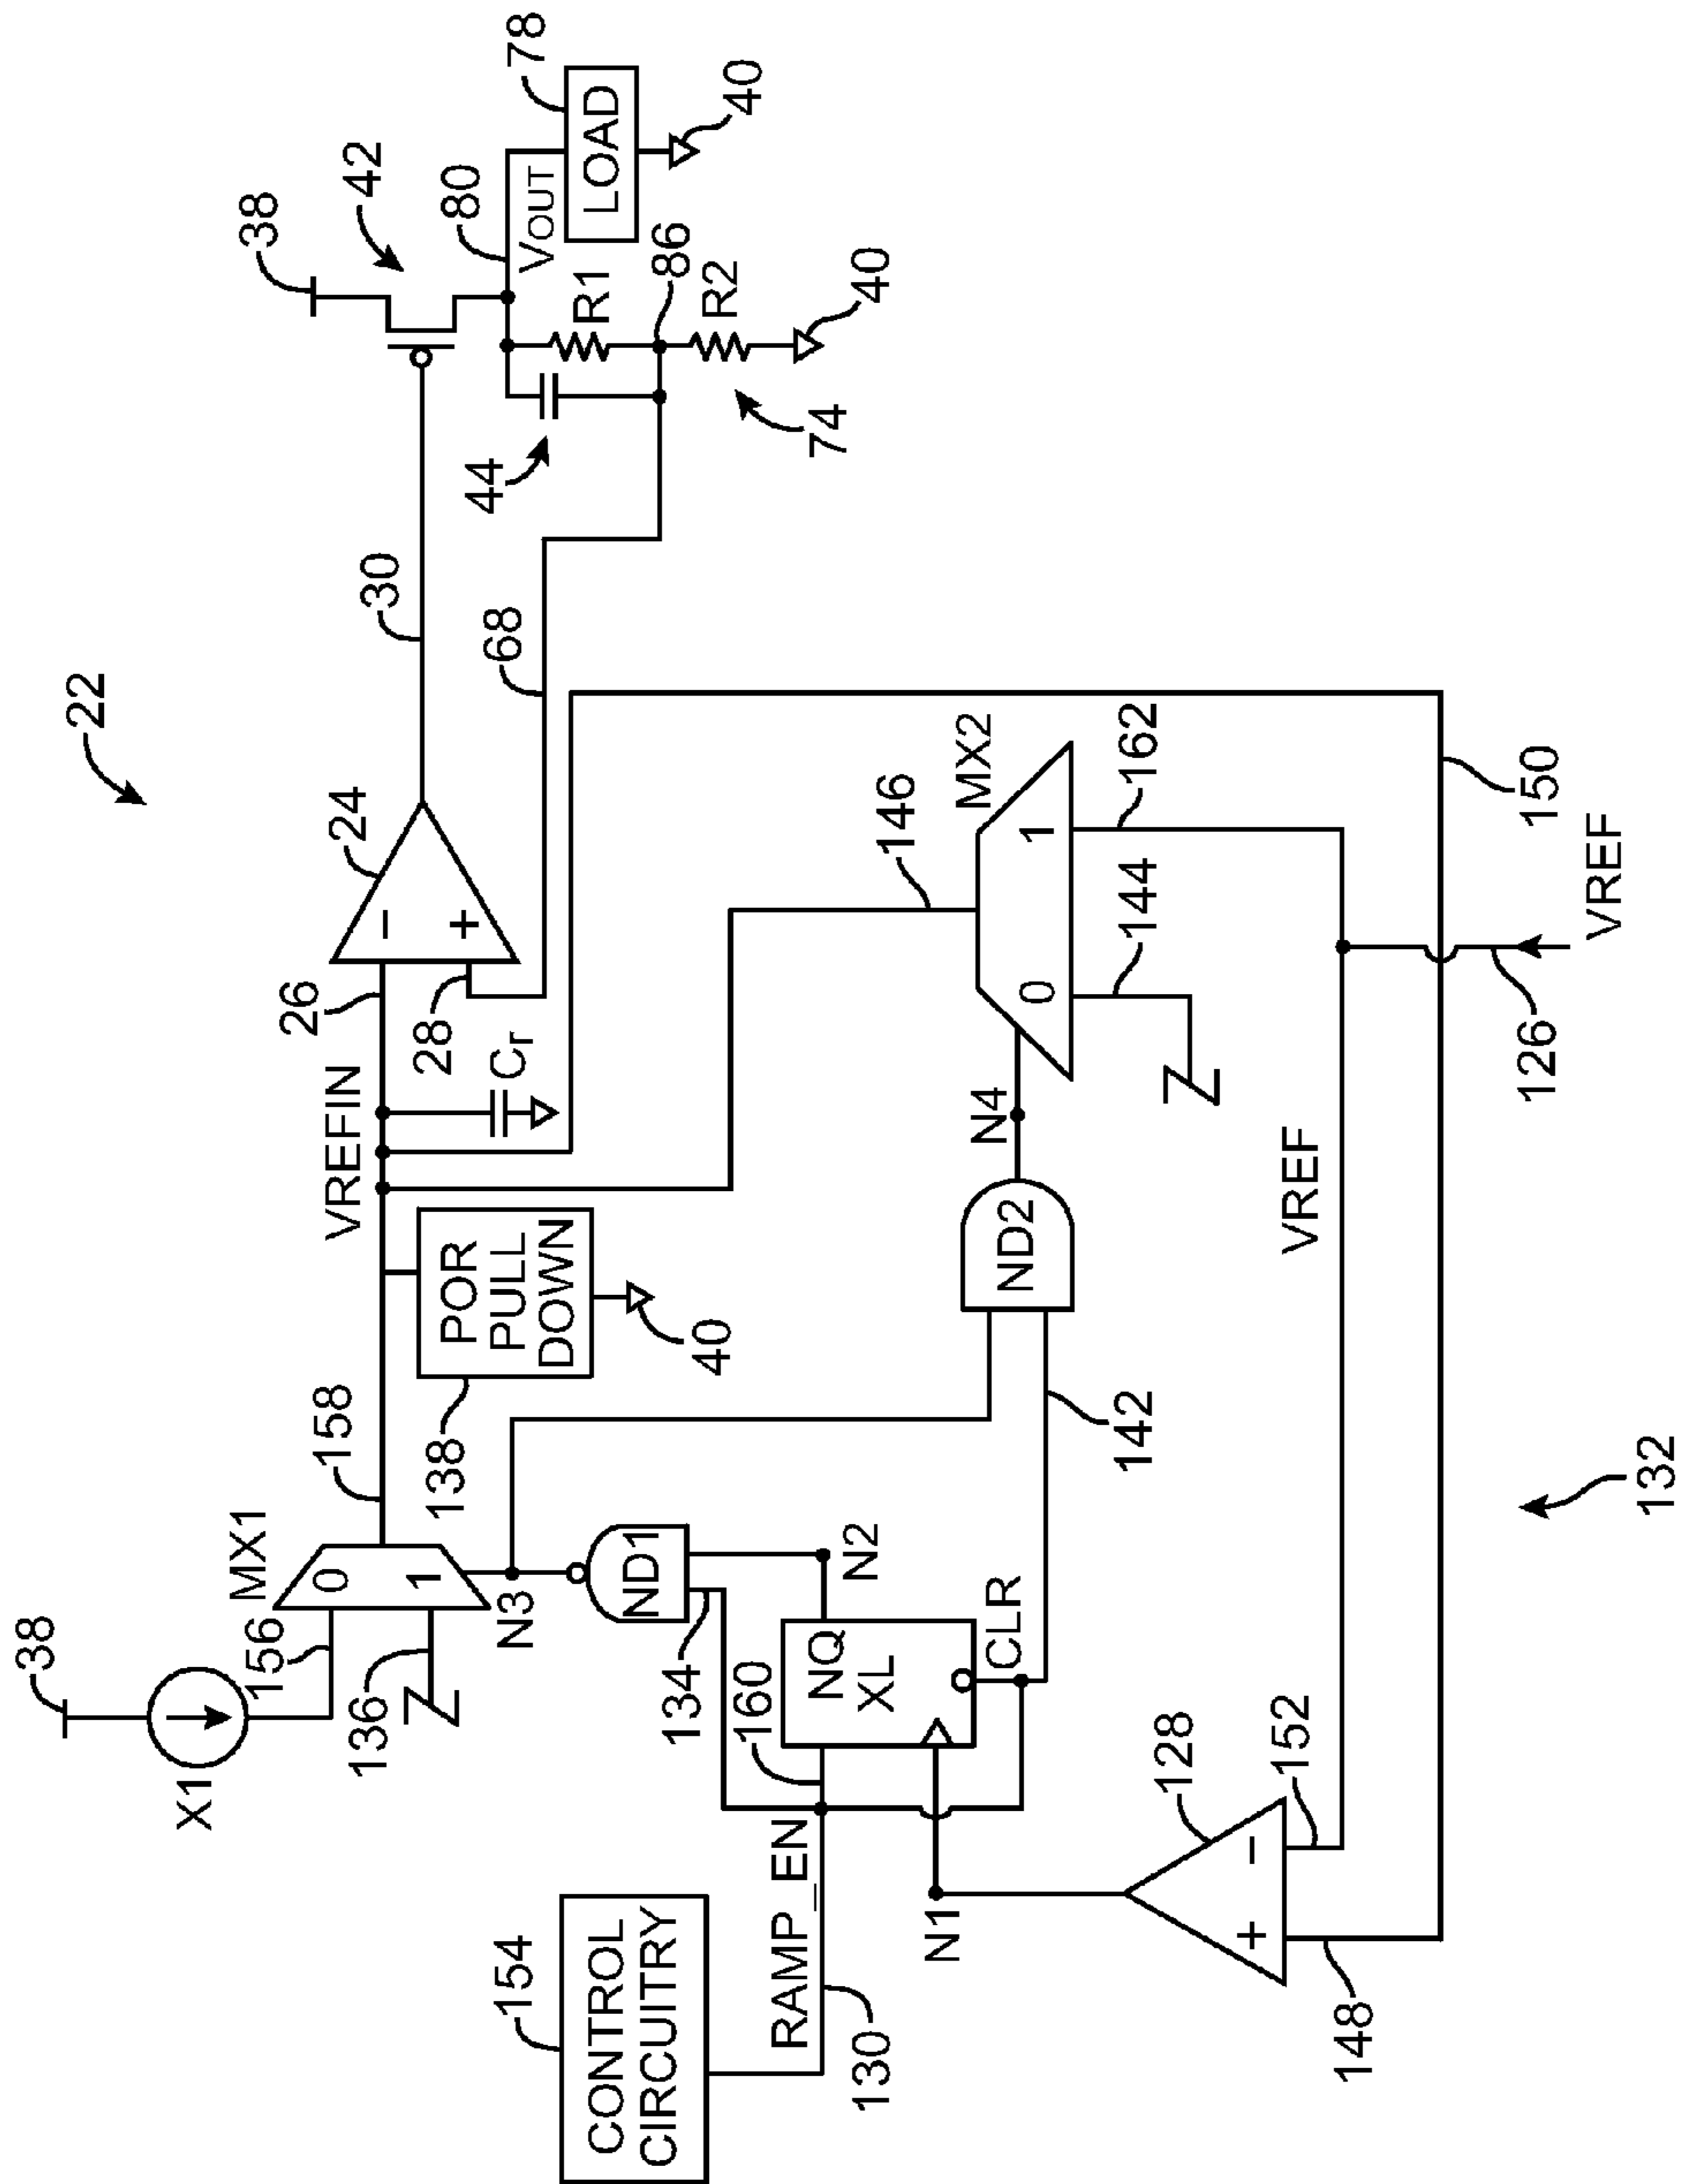 22
38
X1
156
136
Z
MX1
0
1
158
VREFIN
26
24
−
+
28
Cr
30
38
42
80
VOUT
78
LOAD
40
R1
86
R2
40
44
74
68
POR
PULL
DOWN
138
40
N3
ND1
134
N2
160
NQ
XL
CLR
142
ND2
N4
146
MX2
0
1
144
162
Z
154
CONTROL
CIRCUITRY
RAMP_EN
130
N1
128
+
−
148
152
VREF
126
VREF
150
132